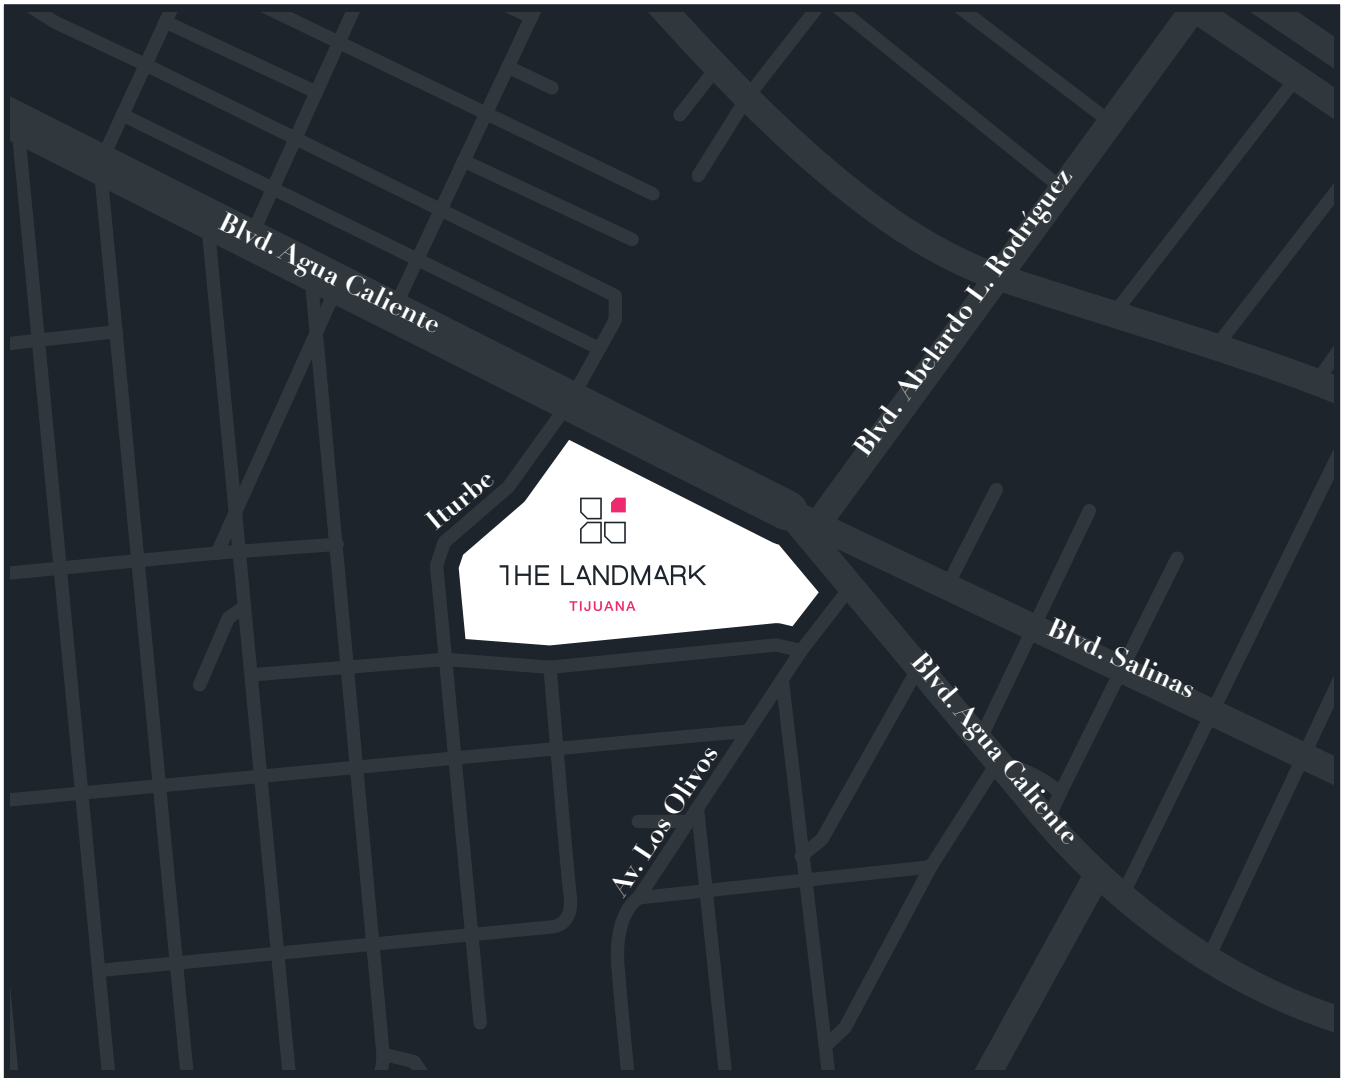 Blvd. Abelardo L. Rodríguez
Blvd. Agua Caliente
Iturbe
THE LANDMARK
TIJUANA
Blvd. Salinas
Blvd. Agua Caliente
Av. Los Olivos